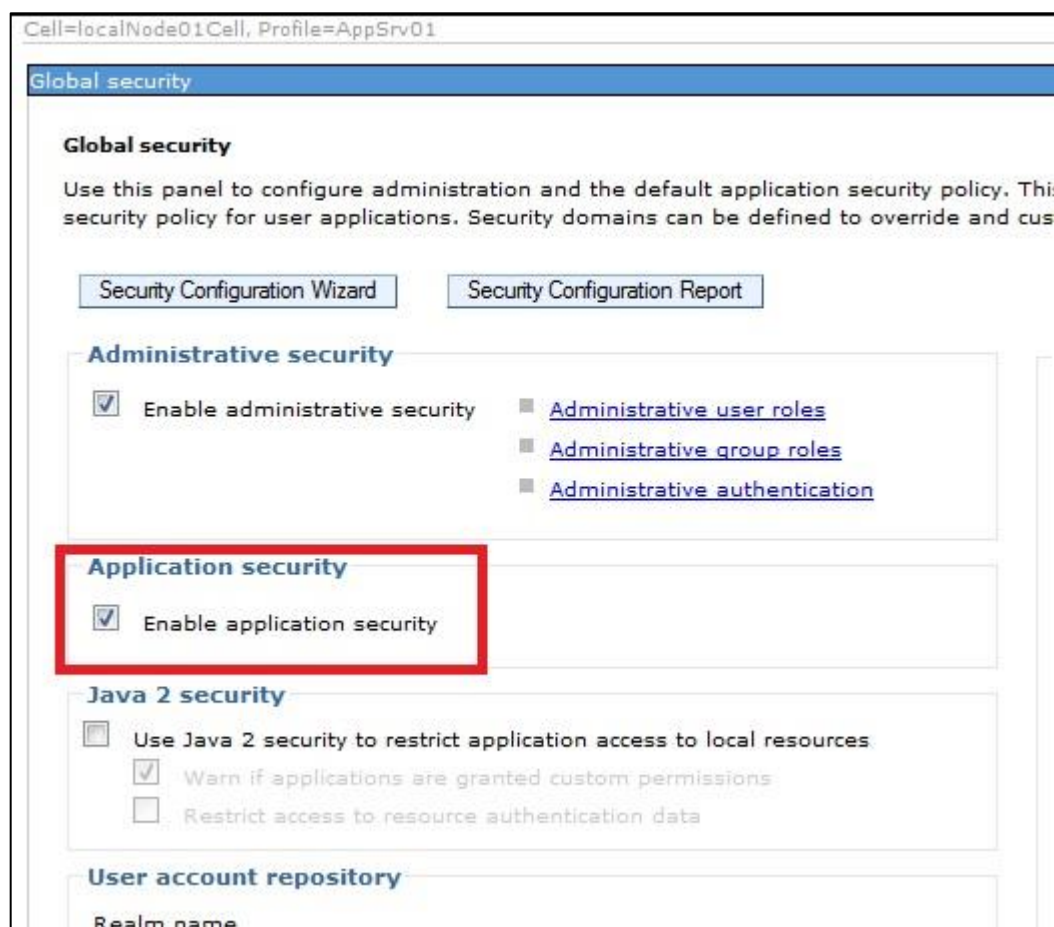 Cell=localNode01Cell, Profile=AppSrv01
Global security
Global security
Use this panel to configure administration and the default application security policy. This
security policy for user applications. Security domains can be defined to override and cus
Security Configuration Wizard Security Configuration Report
Administrative security
Enable administrative security Administrative user roles
Administrative group roles
Administrative authentication
Application security
Enable application security
Java 2 security
Use Java 2 security to restrict application access to local resources
Warn if applications are granted custom permissions
Restrict access to resource authentication data
User account repository
Realm name